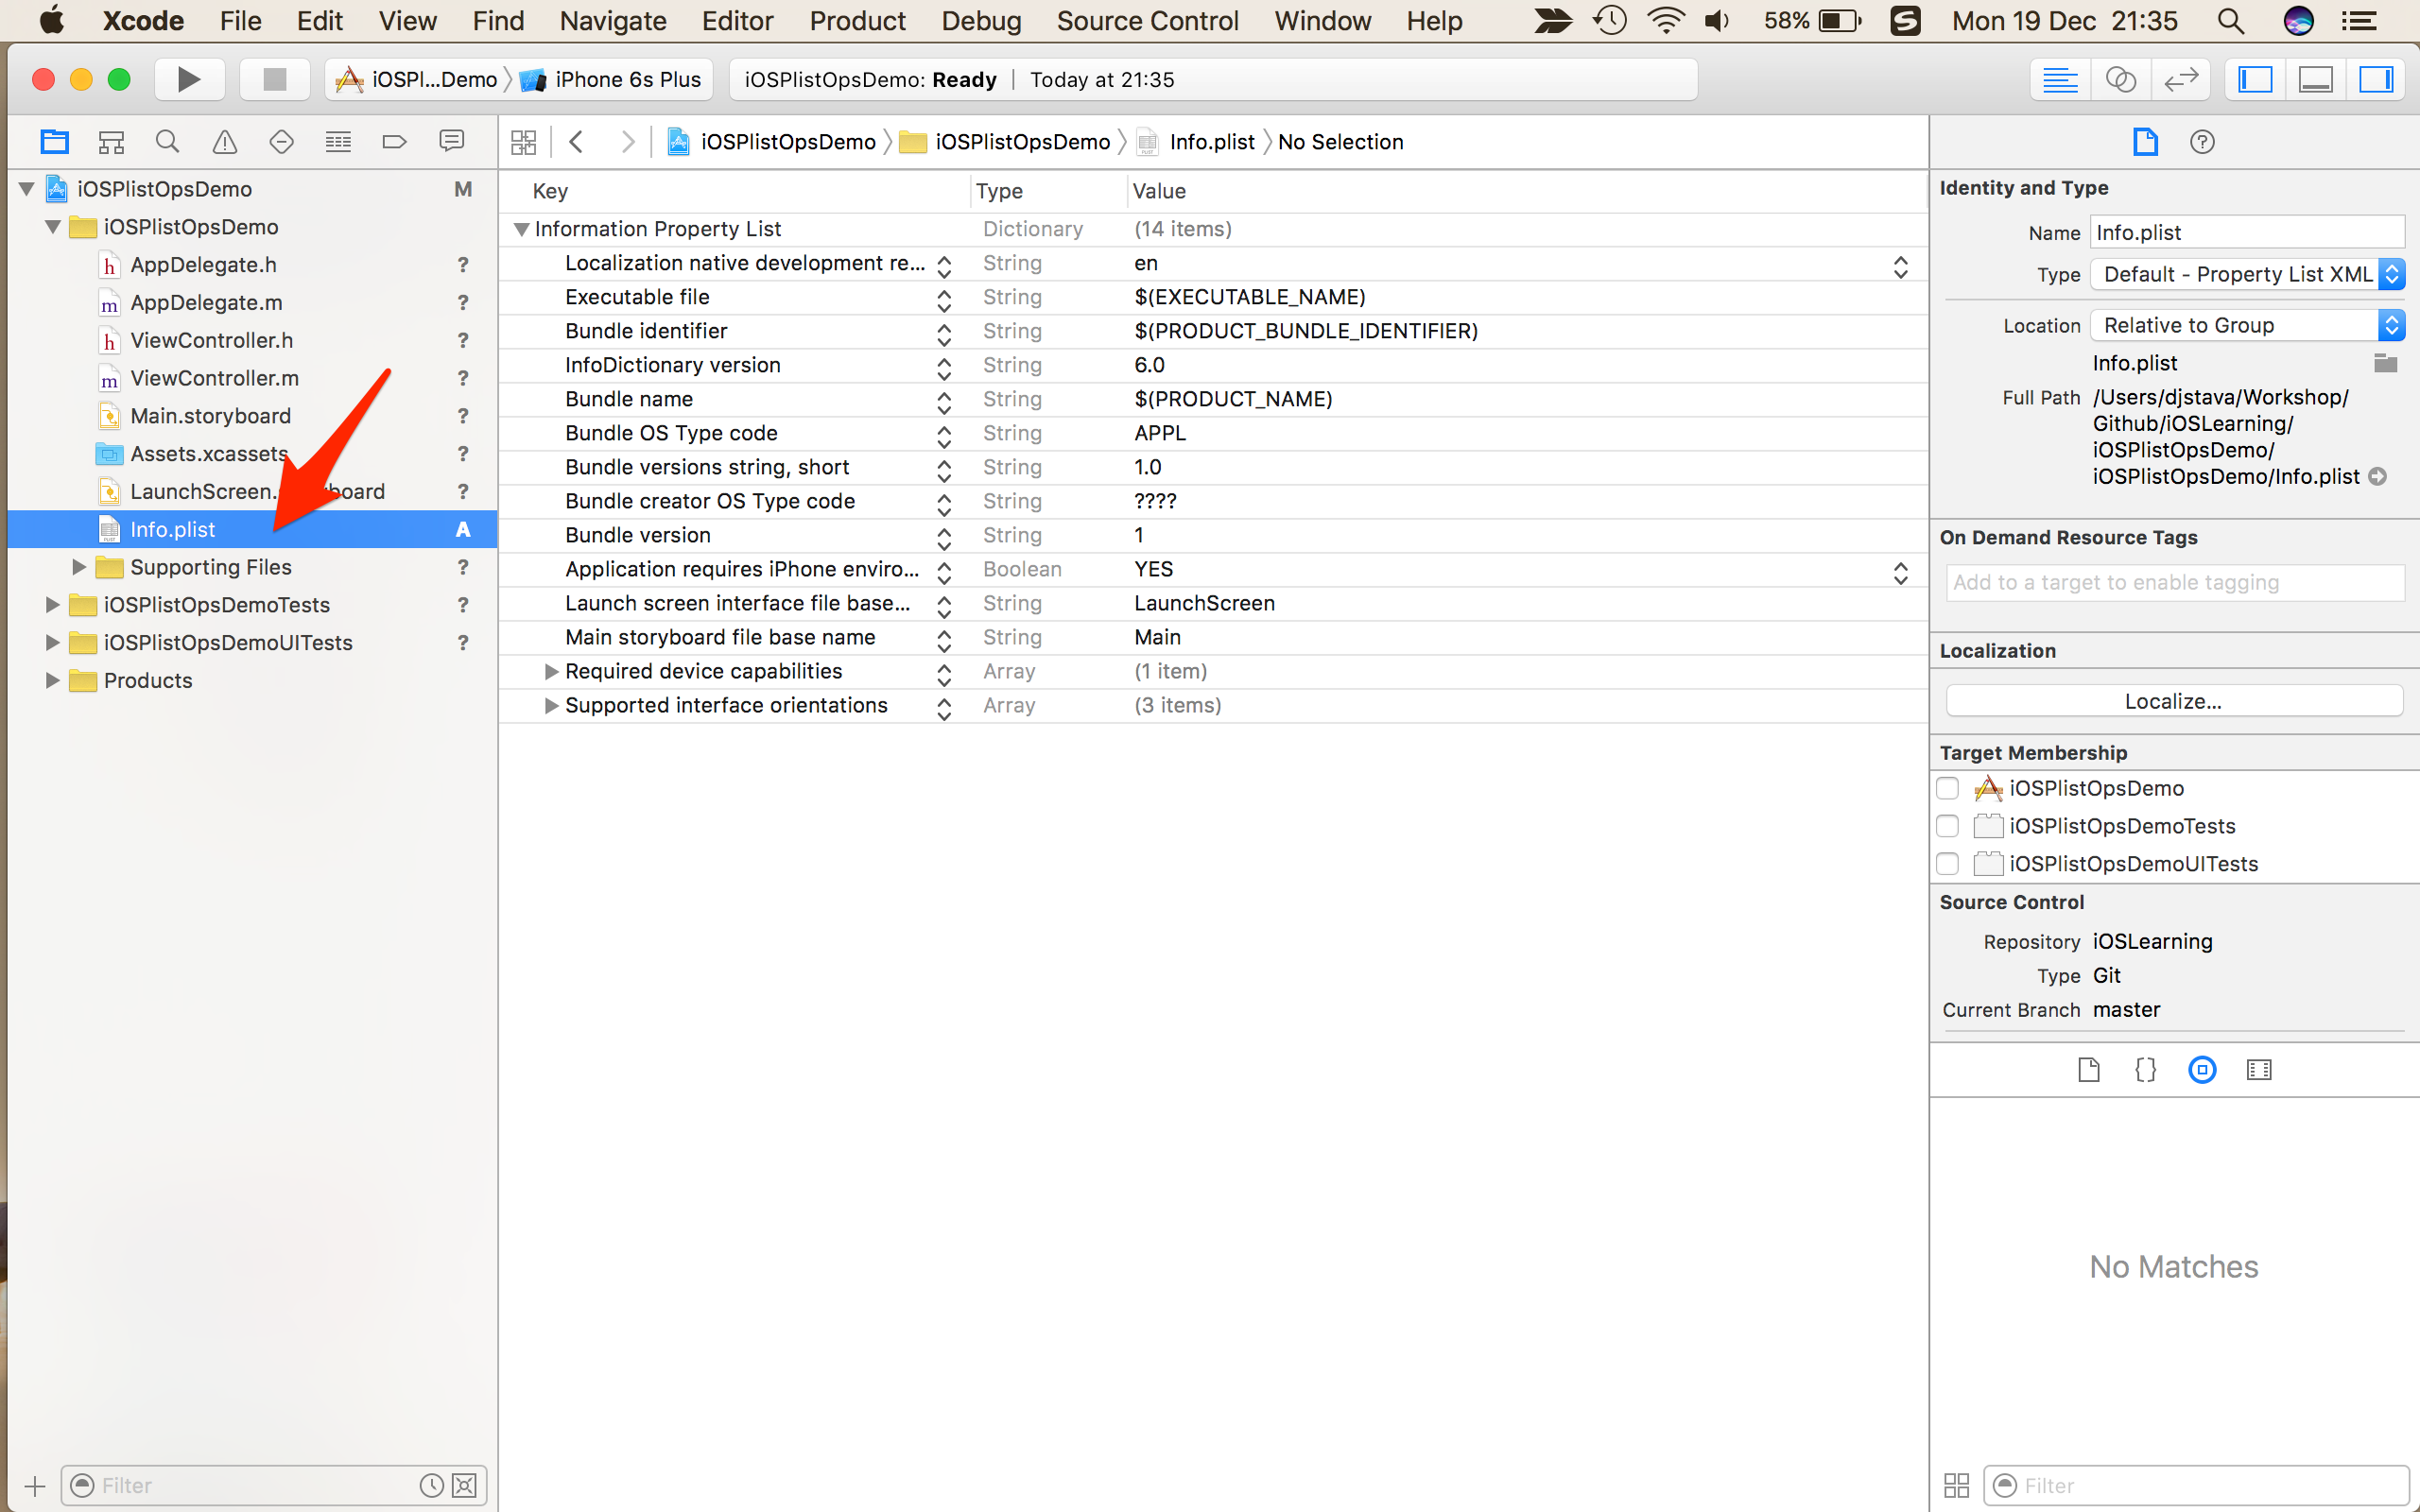 Xcode File Edit View Find Navigate Editor Product Debug Source Control Window Help 58% S Mon 19 Dec 21:35
iOSPl...Demo iPhone 6s Plus iOSPlistOpsDemo: Ready | Today at 21:35
iOSPlistOpsDemo iOSPlistOpsDemo Info.plist No Selection
iOSPlistOpsDemo M
iOSPlistOpsDemo
h AppDelegate.h ?
m AppDelegate.m ?
h ViewController.h ?
m ViewController.m ?
Main.storyboard ?
Assets.xcassets ?
LaunchScreen. board ?
Info.plist A
Supporting Files ?
iOSPlistOpsDemoTests ?
iOSPlistOpsDemoUITests ?
Products
Filter
Key Type Value
Information Property List Dictionary (14 items)
Localization native development re... String en
Executable file String $(EXECUTABLE_NAME)
Bundle identifier String $(PRODUCT_BUNDLE_IDENTIFIER)
InfoDictionary version String 6.0
Bundle name String $(PRODUCT_NAME)
Bundle OS Type code String APPL
Bundle versions string, short String 1.0
Bundle creator OS Type code String ????
Bundle version String 1
Application requires iPhone enviro... Boolean YES
Launch screen interface file base... String LaunchScreen
Main storyboard file base name String Main
Required device capabilities Array (1 item)
Supported interface orientations Array (3 items)
Identity and Type
Name Info.plist
Type Default - Property List XML
Location Relative to Group
Info.plist
Full Path /Users/djstava/Workshop/
Github/iOSLearning/
iOSPlistOpsDemo/
iOSPlistOpsDemo/Info.plist
On Demand Resource Tags
Add to a target to enable tagging
Localization
Localize...
Target Membership
iOSPlistOpsDemo
iOSPlistOpsDemoTests
iOSPlistOpsDemoUITests
Source Control
Repository iOSLearning
Type Git
Current Branch master
{}
No Matches
Filter